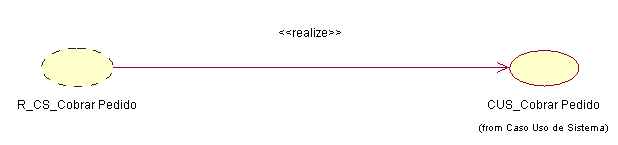 <<realize>>
R_CS_Cobrar Pedido
CUS_Cobrar Pedido
(from Caso Uso de Sistema)